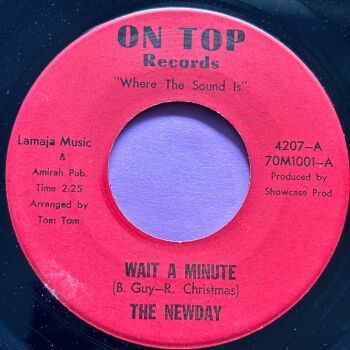 ON TOP
Records
"Where The Sound Is"
Lamaja Music
&
Amirah Pub.
Time 2:25
Arranged by
Tom Tom
4207-A
70M1001-A
Produced by
Showcase Prod.
WAIT A MINUTE
(B. Guy-R. Christmas)
THE NEWDAY